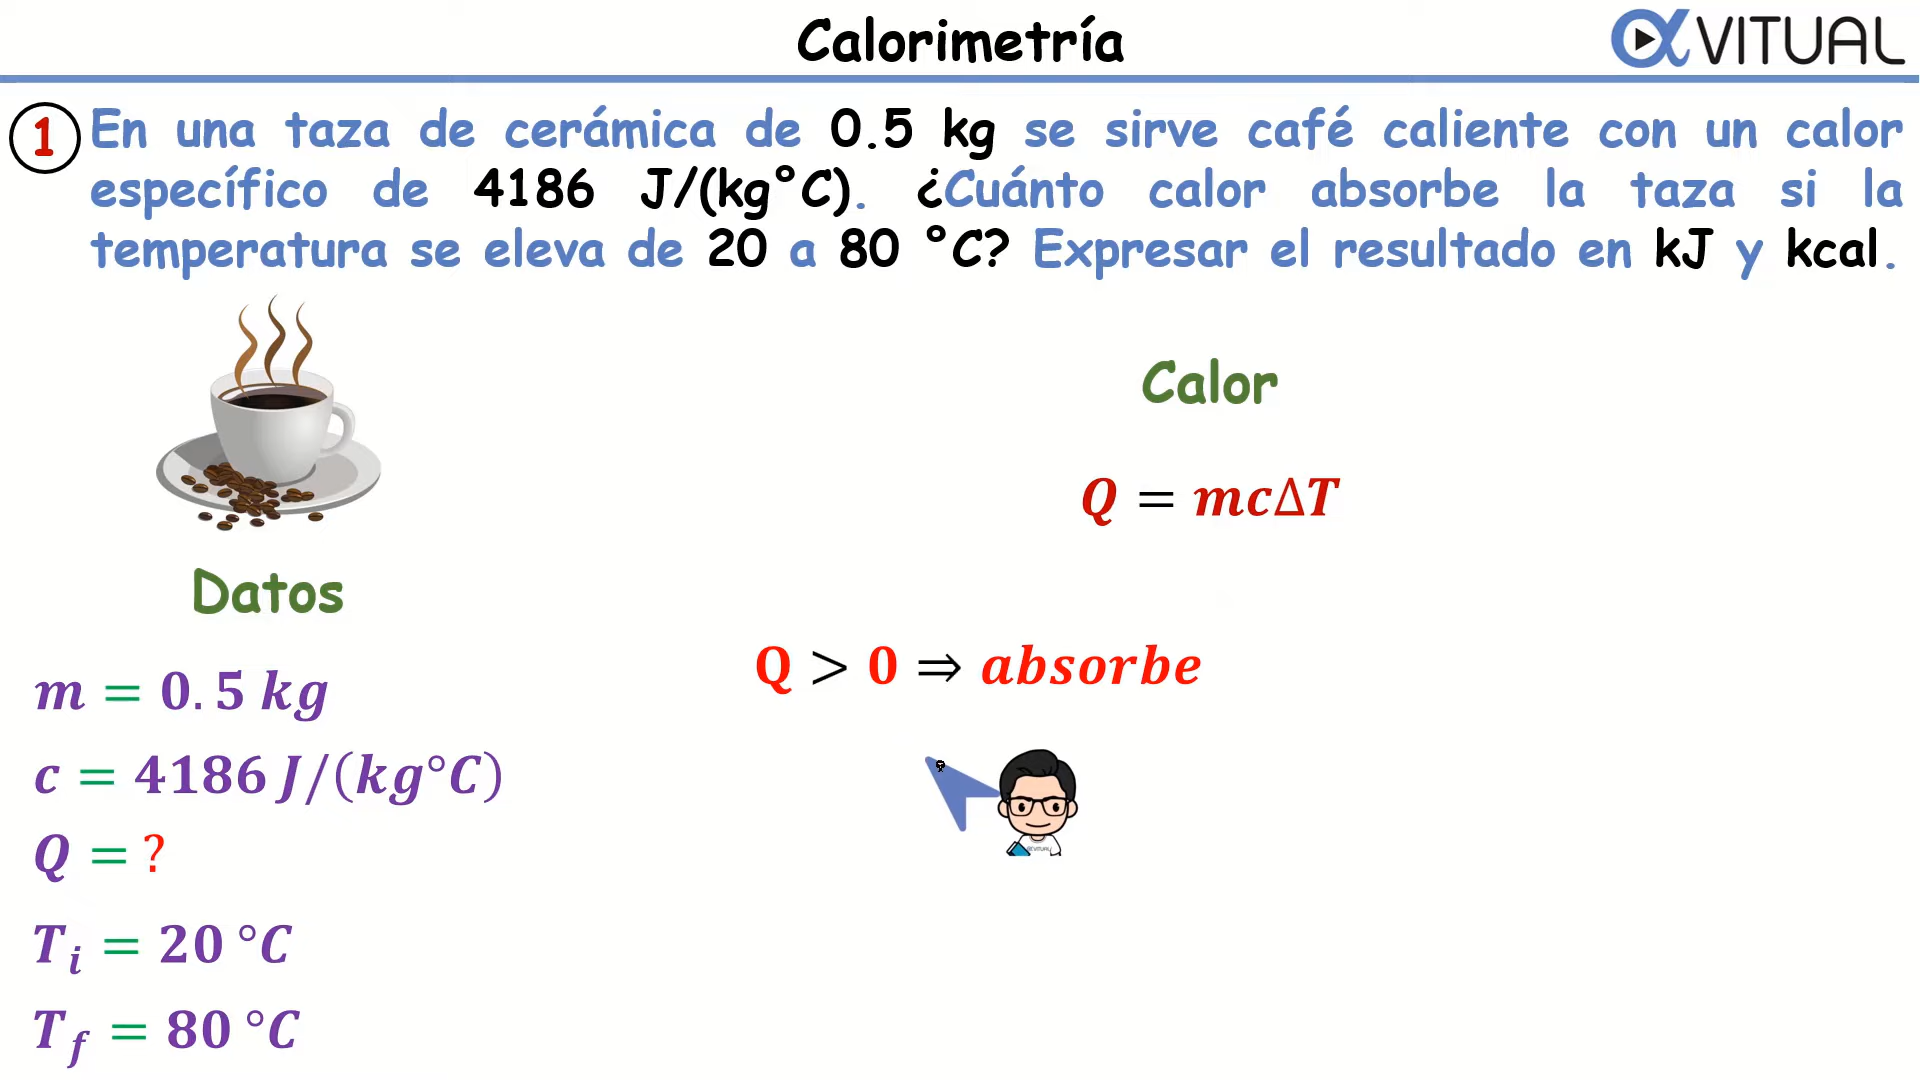 Calorimetría
VITUAL
1
En una taza de cerámica de 0.5 kg se sirve café caliente con un calor
específico de 4186 J/(kg°C). ¿Cuánto calor absorbe la taza si la
temperatura se eleva de 20 a 80 °C? Expresar el resultado en kJ y kcal.
Calor
Q = mcΔT
Datos
m = 0.5 kg
c = 4186 J/(kg°C)
Q = ?
T_i = 20 °C
T_f = 80 °C
Q > 0 ⇒ absorbe